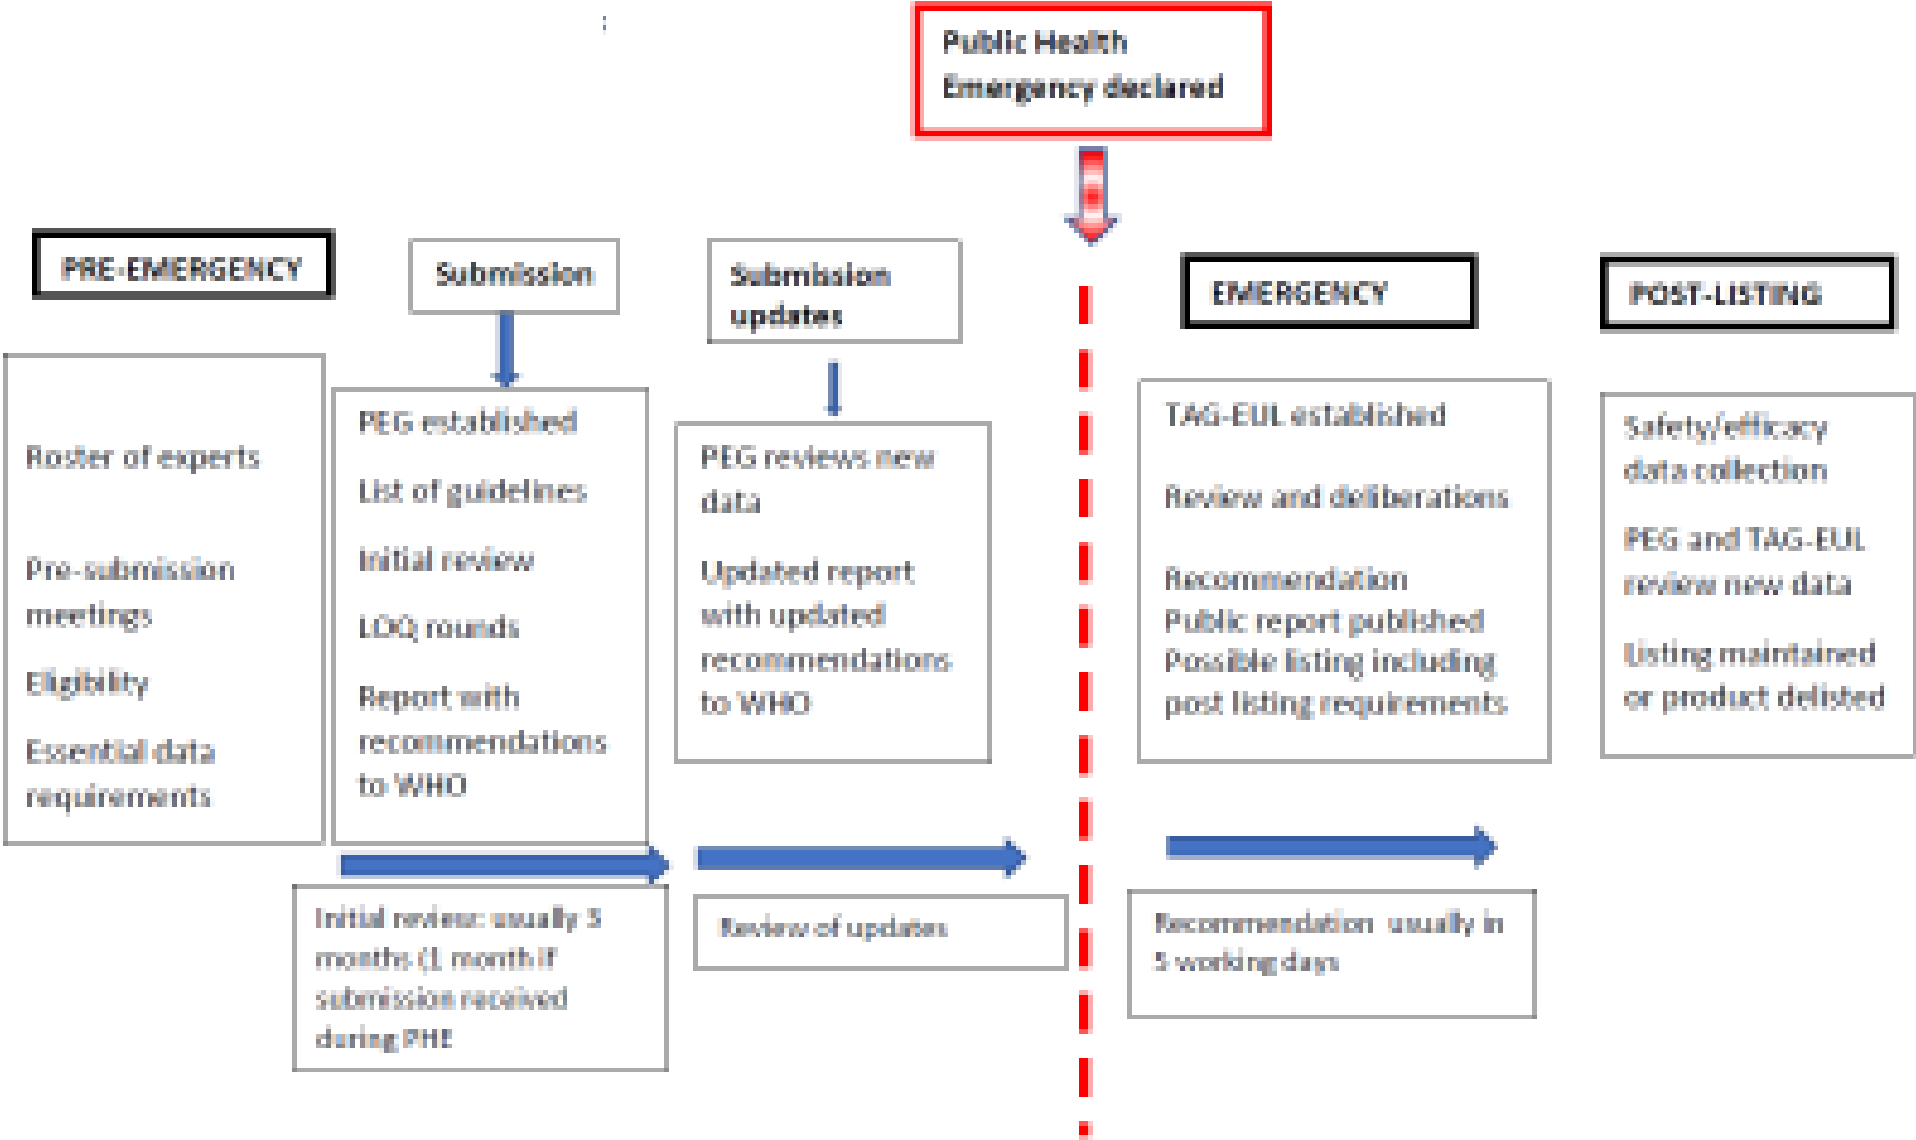 Public Health
Emergency declared
PRE-EMERGENCY
Submission
Submission
updates
EMERGENCY
POST-LISTING
Roster of experts
Pre-submission
meetings
Eligibility
Essential data
requirements
PEG established
List of guidelines
Initial review
LOQ rounds
Report with
recommendations
to WHO
PEG reviews new
data
Updated report
with updated
recommendations
to WHO
TAG-EUL established
Review and deliberations
Recommendation
Public report published
Possible listing including
post listing requirements
Safety/efficacy
data collection
PEG and TAG-EUL
review new data
Listing maintained
or product delisted
Initial review: usually 3
months (1 month if
submission received
during PHE
Review of updates
Recommendation usually in
5 working days